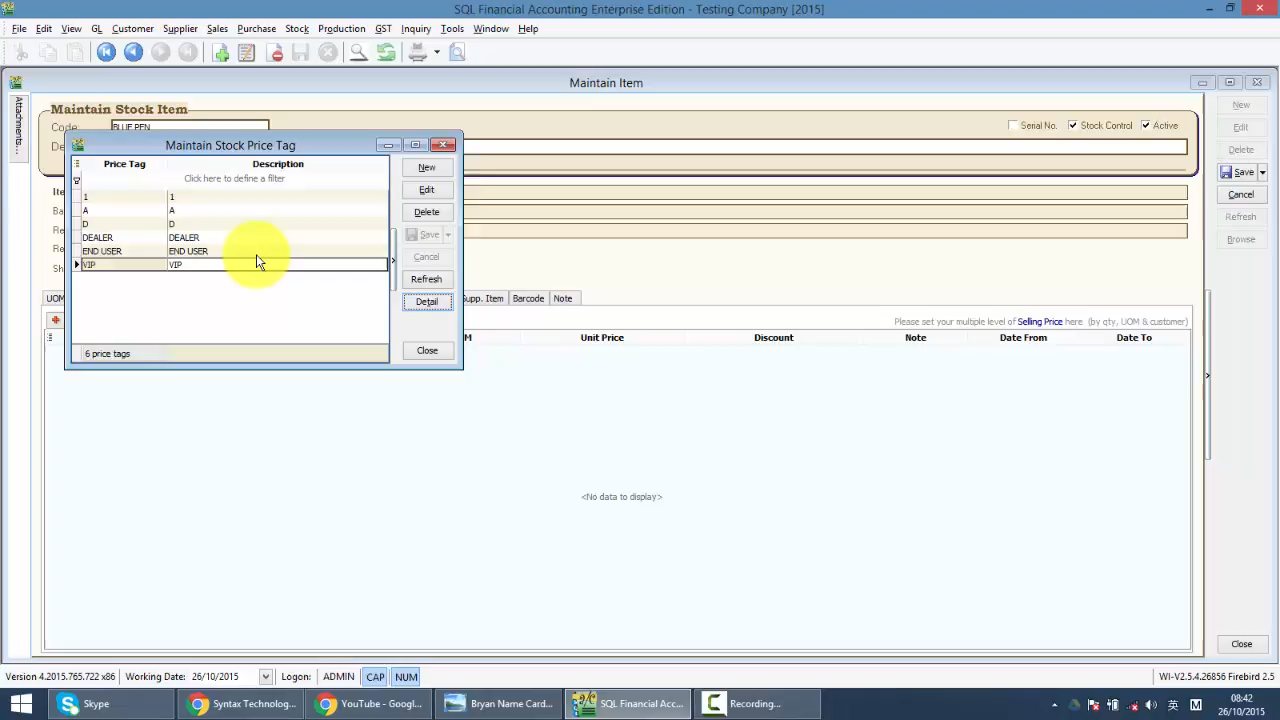 SQL Financial Accounting Enterprise Edition - Testing Company [2015]
File Edit View GL Customer Supplier Sales Purchase Stock Production GST Inquiry Tools Window Help
Maintain Item
Attachments...
Maintain Stock Item
Code: BLUE PEN
Serial No. Stock Control Active
New
Edit
Delete
Save
Cancel
Refresh
Browse
Maintain Stock Price Tag
Price Tag Description
Click here to define a filter
1 1
A A
D D
DEALER DEALER
END USER END USER
VIP VIP
6 price tags
New
Edit
Delete
Save
Cancel
Refresh
Detail
Close
UOM Supp. Item Barcode Note
Please set your multiple level of Selling Price here (by qty, UOM & customer)
Unit Price Discount Note Date From Date To
<No data to display>
Close
Version 4.2015.765.722 x86 Working Date: 26/10/2015 Logon: ADMIN CAP NUM WI-V2.5.4.26856 Firebird 2.5
Skype Syntax Technolog... YouTube - Googl... Bryan Name Card... SQL Financial Acc... Recording... 英 M 08:42
26/10/2015